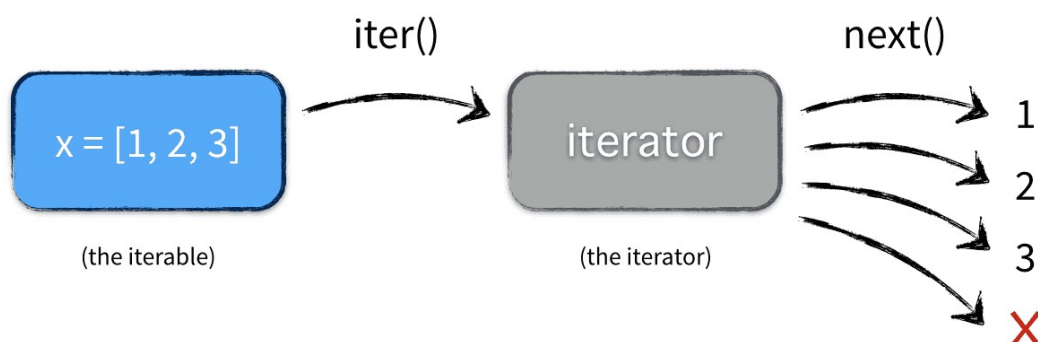 iter()
next()
x = [1, 2, 3]
iterator
1
2
3
X
(the iterable)
(the iterator)